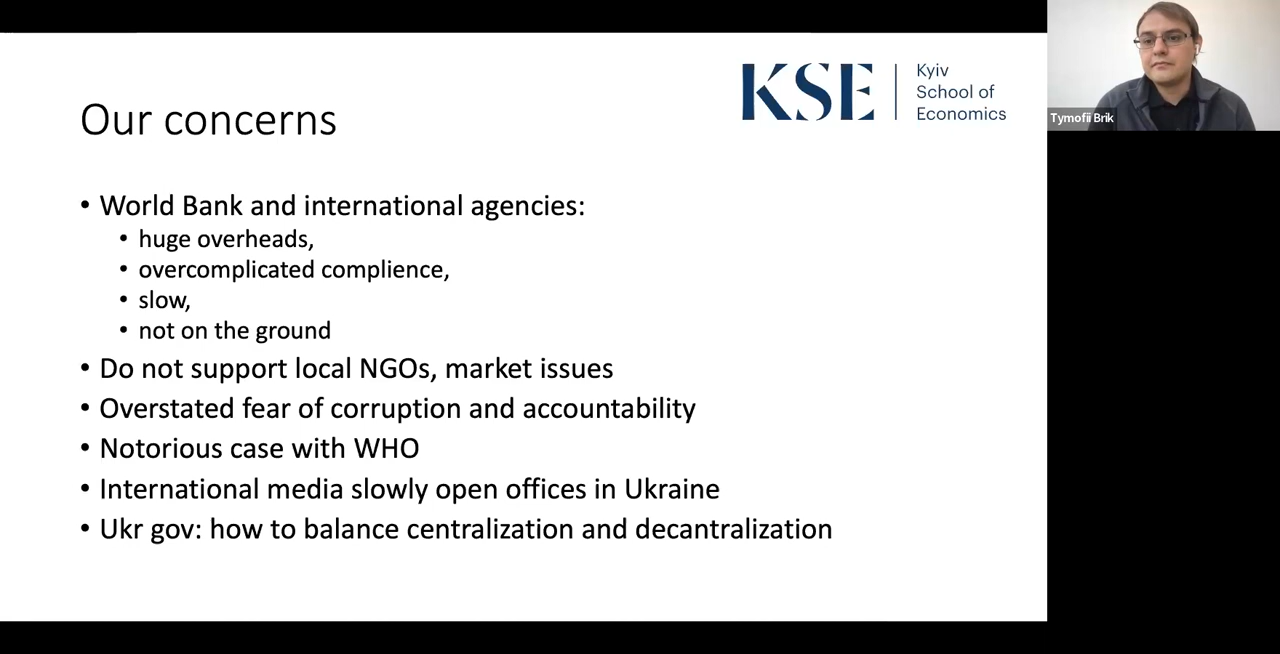 Our concerns
KSE
Kyiv
School of
Economics
• World Bank and international agencies:
• huge overheads,
• overcomplicated complience,
• slow,
• not on the ground
• Do not support local NGOs, market issues
• Overstated fear of corruption and accountability
• Notorious case with WHO
• International media slowly open offices in Ukraine
• Ukr gov: how to balance centralization and decantralization
Tymofii Brik